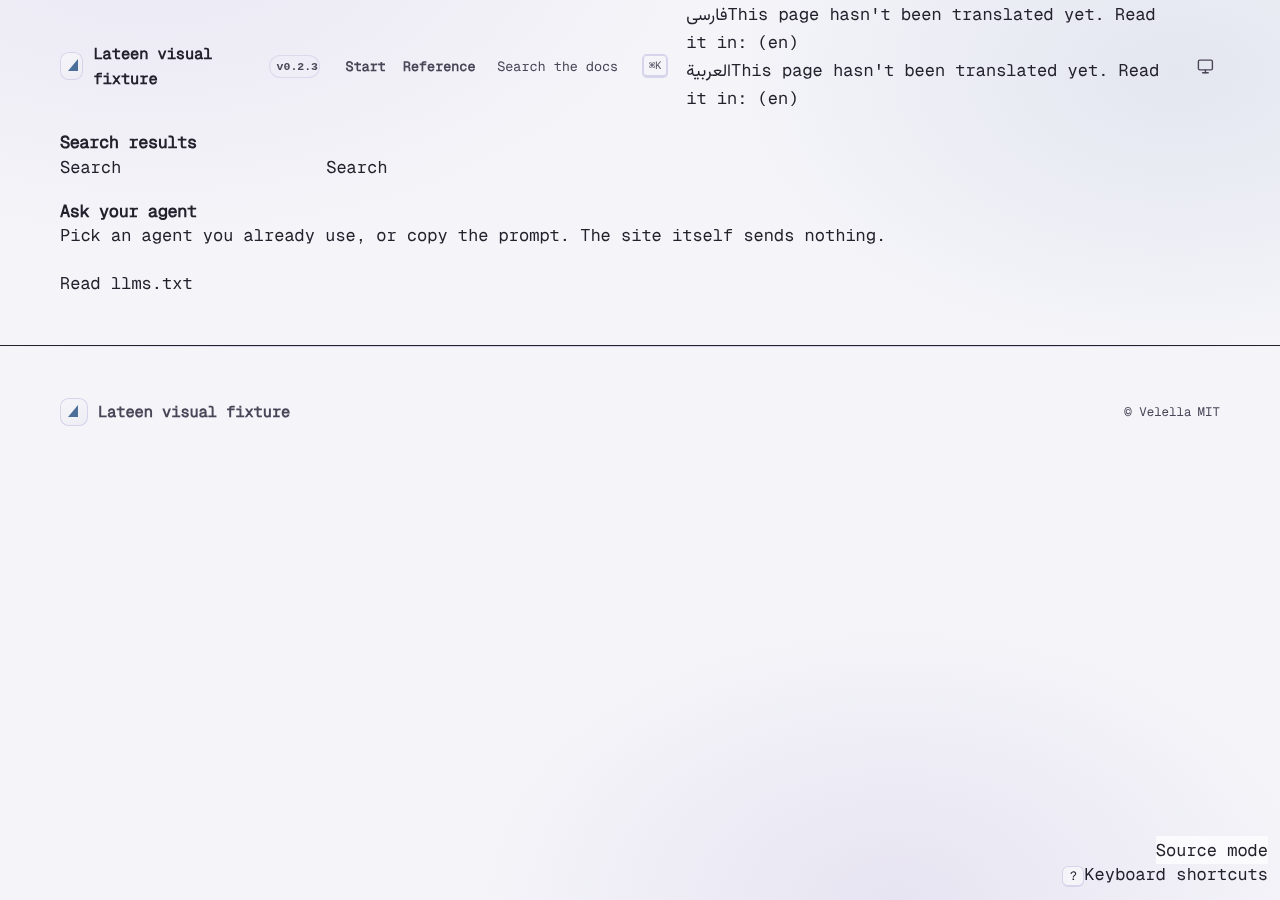 فارسیThis page hasn't been translated yet. Read
it in: (en)
Lateen visual
fixture
v0.2.3
Start
Reference
Search the docs
⌘K
العربيةThis page hasn't been translated yet. Read
it in: (en)
Search results
Search
Search
Ask your agent
Pick an agent you already use, or copy the prompt. The site itself sends nothing.
Read llms.txt
Lateen visual fixture
© Velella MIT
Source mode
? Keyboard shortcuts